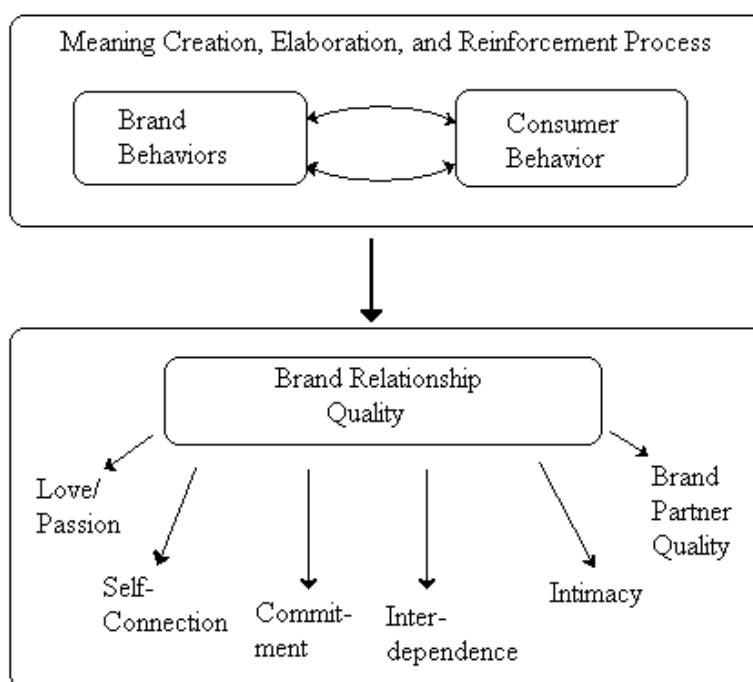 Meaning Creation, Elaboration, and Reinforcement Process
Brand
Behaviors
Consumer
Behavior
Brand Relationship
Quality
Love/
Passion
Self-
Connection
Commit-
ment
Inter-
dependence
Intimacy
Brand
Partner
Quality